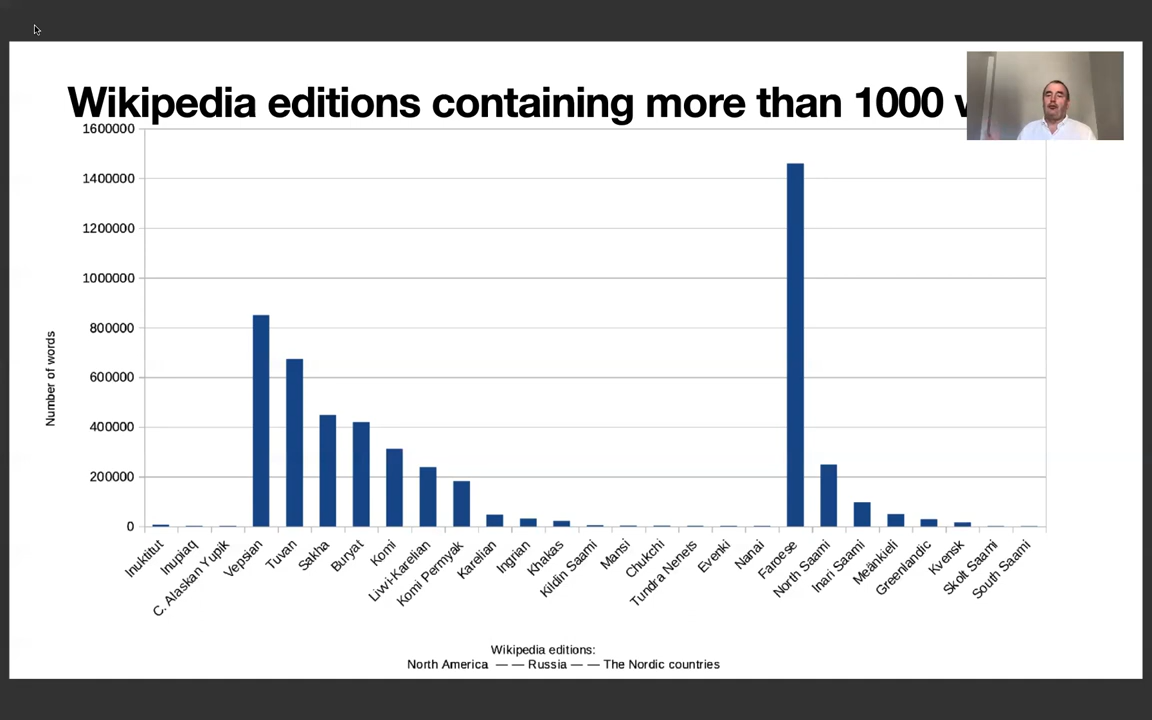 Wikipedia editions containing more than 1000
1600000
1400000
1200000
1000000
800000
600000
400000
200000
0
Number of words
Inuktitut
Inupiaq
C. Alaskan Yupik
Vepsian
Tuvan
Sakha
Buryat
Komi
Livvi-Karelian
Komi Permyak
Karelian
Ingrian
Khakas
Kildin Saami
Mansi
Chukchi
Tundra Nenets
Evenki
Nanai
Faroese
North Saami
Inari Saami
Meänkieli
Greenlandic
Kvensk
Skolt Saami
South Saami
Wikipedia editions:
North America — — Russia — — The Nordic countries